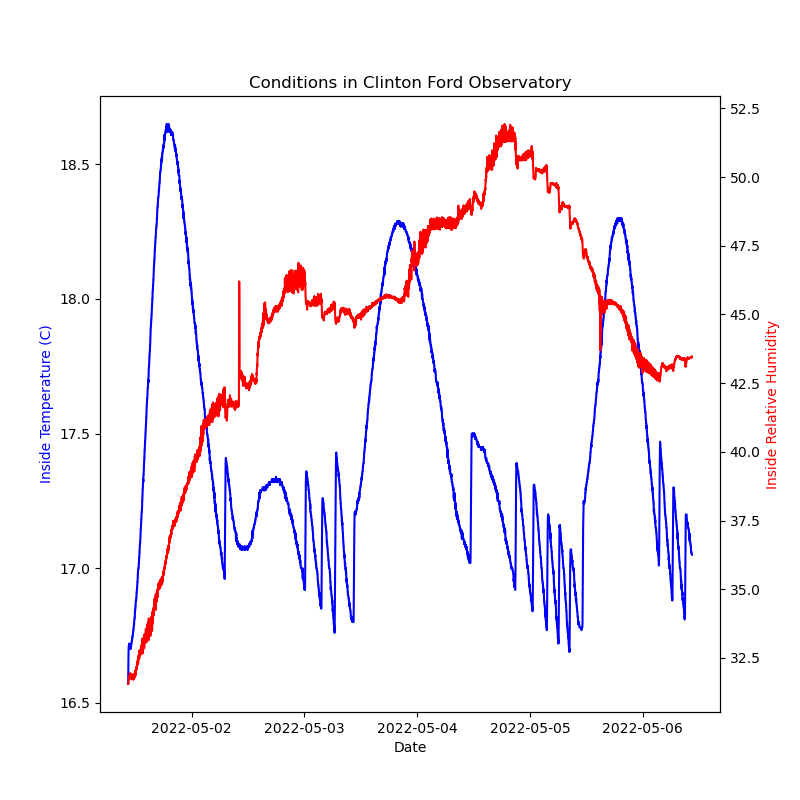 Conditions in Clinton Ford Observatory
Inside Temperature (C)
18.5
18.0
17.5
17.0
16.5
52.5
50.0
47.5
45.0
42.5
40.0
37.5
35.0
32.5
Inside Relative Humidity
2022-05-02 2022-05-03 2022-05-04 2022-05-05 2022-05-06
Date